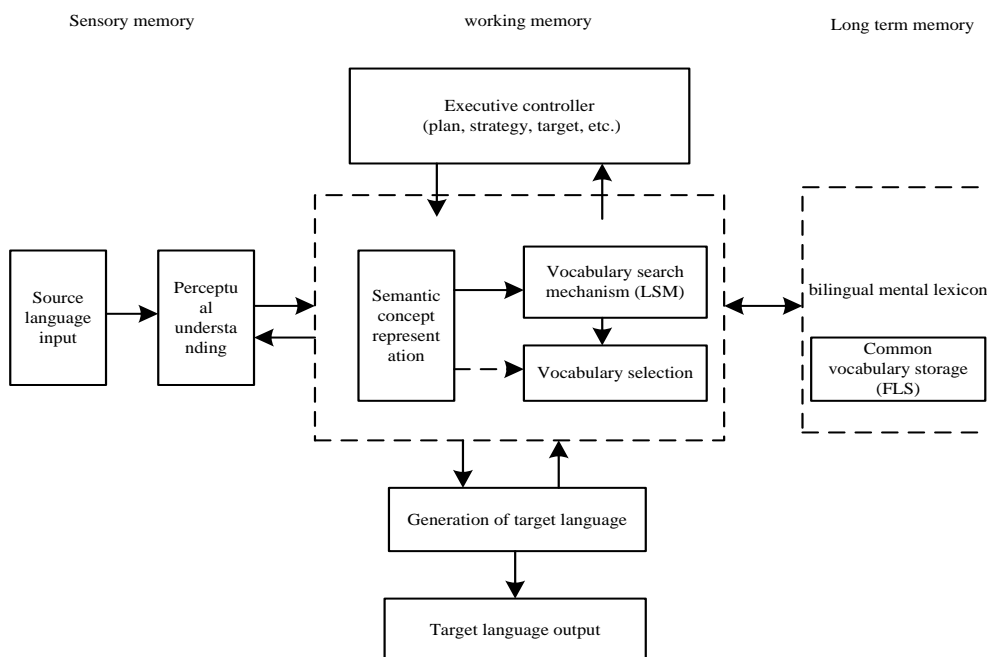 Sensory memory
working memory
Long term memory
Executive controller
(plan, strategy, target, etc.)
Source
language
input
Perceptu
al
understa
nding
Semantic
concept
represent
ation
Vocabulary search
mechanism (LSM)
Vocabulary selection
bilingual mental lexicon
Common
vocabulary storage
(FLS)
Generation of target language
Target language output